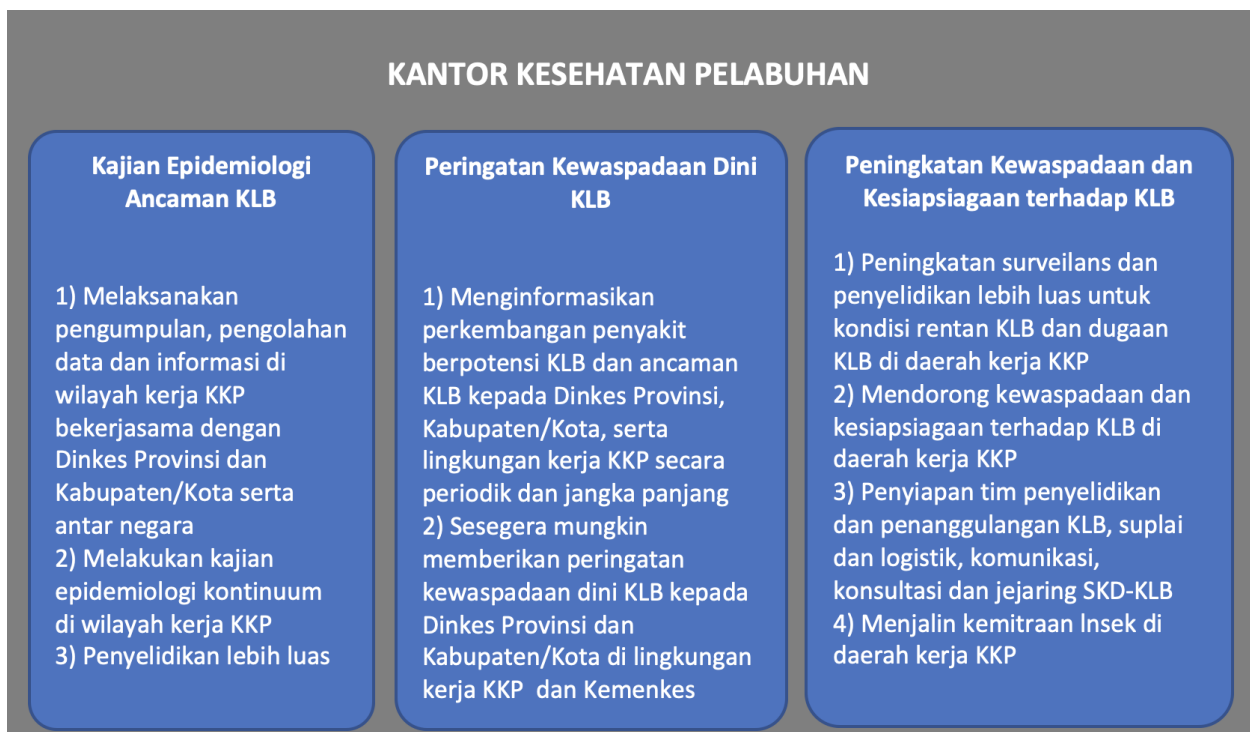 KANTOR KESEHATAN PELABUHAN
Kajian Epidemiologi
Ancaman KLB
1) Melaksanakan
pengumpulan, pengolahan
data dan informasi di
wilayah kerja KKP
bekerjasama dengan
Dinkes Provinsi dan
Kabupaten/Kota serta
antar negara
2) Melakukan kajian
epidemiologi kontinuum
di wilayah kerja KKP
3) Penyelidikan lebih luas
Peringatan Kewaspadaan Dini
KLB
1) Menginformasikan
perkembangan penyakit
berpotensi KLB dan ancaman
KLB kepada Dinkes Provinsi,
Kabupaten/Kota, serta
lingkungan kerja KKP secara
periodik dan jangka panjang
2) Sesegera mungkin
memberikan peringatan
kewaspadaan dini KLB kepada
Dinkes Provinsi dan
Kabupaten/Kota di lingkungan
kerja KKP dan Kemenkes
Peningkatan Kewaspadaan dan
Kesiapsiagaan terhadap KLB
1) Peningkatan surveilans dan
penyelidikan lebih luas untuk
kondisi rentan KLB dan dugaan
KLB di daerah kerja KKP
2) Mendorong kewaspadaan dan
kesiapsiagaan terhadap KLB di
daerah kerja KKP
3) Penyiapan tim penyelidikan
dan penanggulangan KLB, suplai
dan logistik, komunikasi,
konsultasi dan jejaring SKD-KLB
4) Menjalin kemitraan lnsek di
daerah kerja KKP